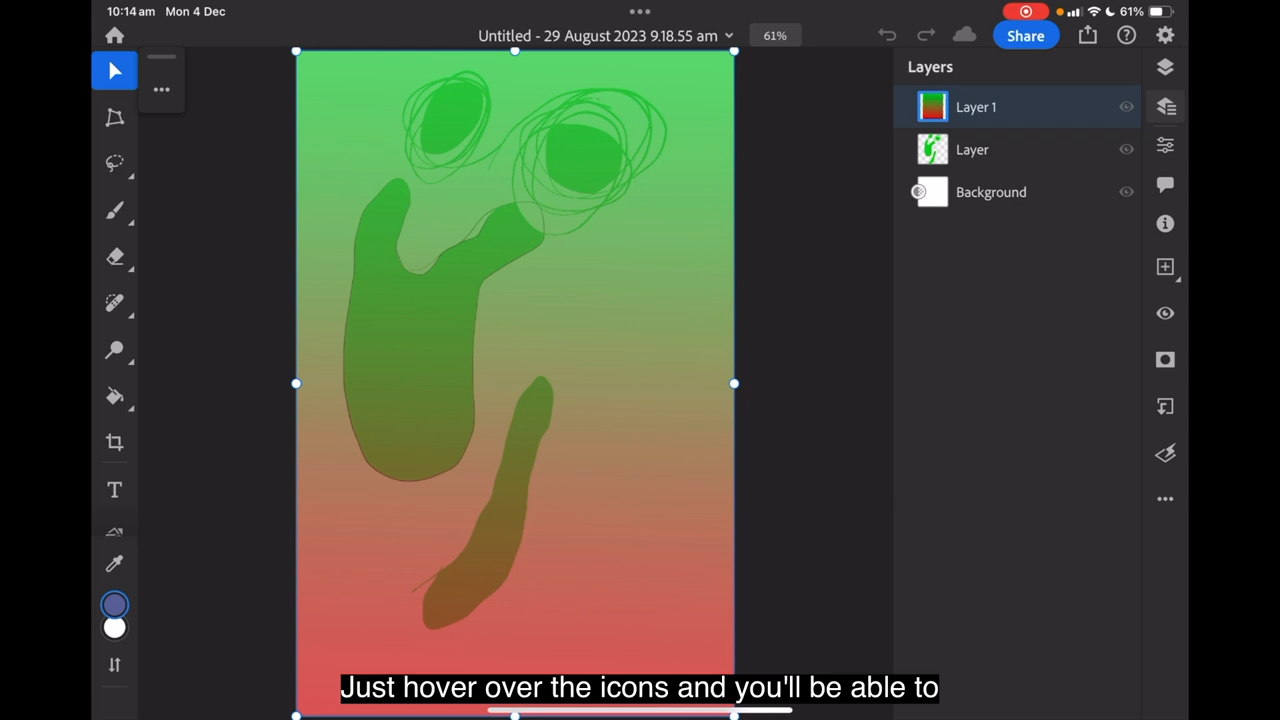 10:14 am Mon 4 Dec
61%
Untitled - 29 August 2023 9.18.55 am
61%
Share
Layers
Layer 1
Layer
Background
T
Just hover over the icons and you'll be able to